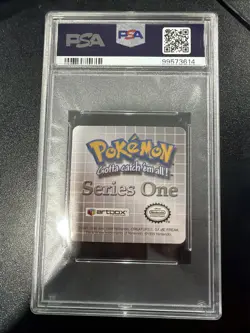 PSA PSA
99573614
POKéMON
Gotta catch 'em all!
Series One
artbox
Nintendo